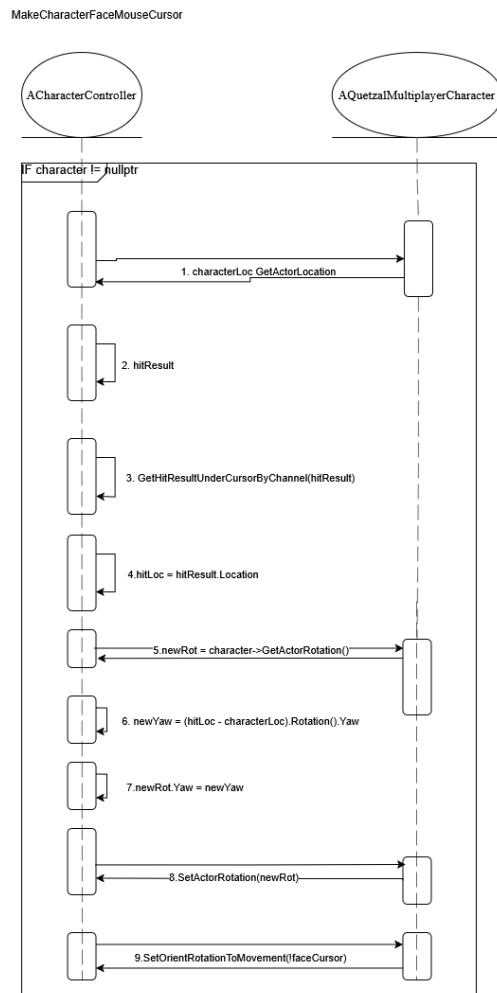 MakeCharacterFaceMouseCursor
ACharacterController
AQuetzalMultiplayerCharacter
IF character != nullptr
1. characterLoc GetActorLocation
2. hitResult
3. GetHitResultUnderCursorByChannel(hitResult)
4.hitLoc = hitResult.Location
5.newRot = character->GetActorRotation()
6. newYaw = (hitLoc - characterLoc).Rotation().Yaw
7.newRot.Yaw = newYaw
8.SetActorRotation(newRot)
9.SetOrientRotationToMovement(!faceCursor)